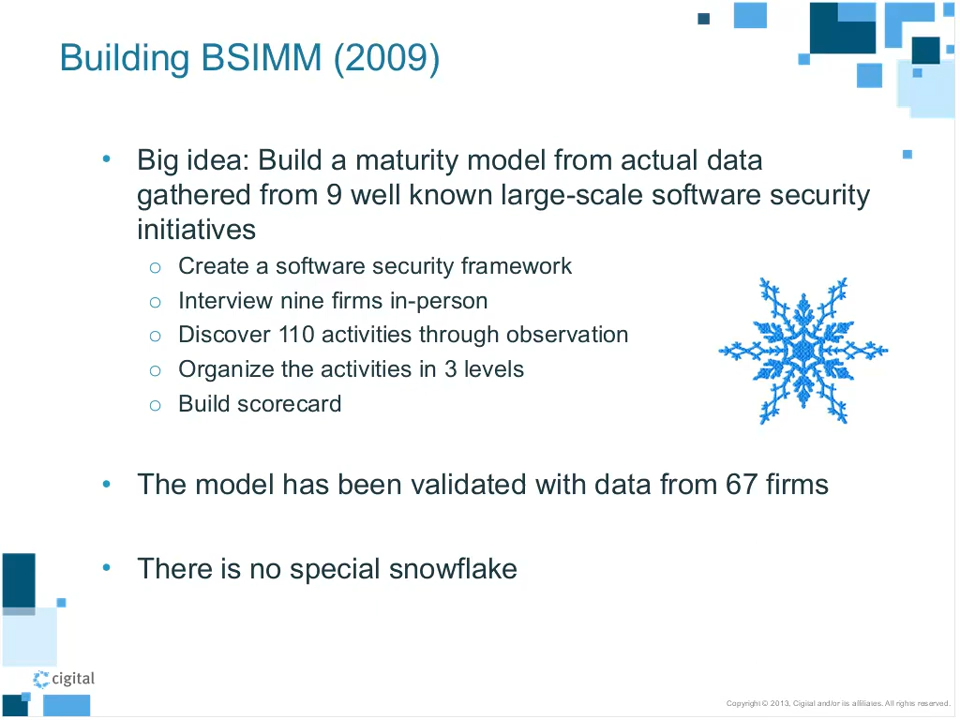 Building BSIMM (2009)
• Big idea: Build a maturity model from actual data
gathered from 9 well known large-scale software security
initiatives
○ Create a software security framework
○ Interview nine firms in-person
○ Discover 110 activities through observation
○ Organize the activities in 3 levels
○ Build scorecard
• The model has been validated with data from 67 firms
• There is no special snowflake
cigital
Copyright © 2013, Cigital and/or its affiliates. All rights reserved.